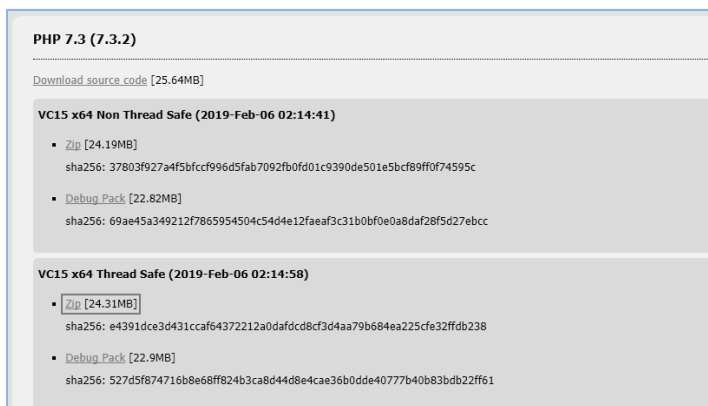 PHP 7.3 (7.3.2)
Download source code [25.64MB]
VC15 x64 Non Thread Safe (2019-Feb-06 02:14:41)
Zip [24.19MB]
sha256: 37803f927a4f5bfccf996d5fab7092fb0fd01c9390de501e5bcf89ff0f74595c
Debug Pack [22.82MB]
sha256: 69ae45a349212f7865954504c54d4e12faeaf3c31b0bf0e0a8daf28f5d27ebcc
VC15 x64 Thread Safe (2019-Feb-06 02:14:58)
Zip [24.31MB]
sha256: e4391dce3d431ccaf64372212a0dafdcd8cf3d4aa79b684ea225cfe32ffdb238
Debug Pack [22.9MB]
sha256: 527d5f874716b8e68ff824b3ca8d44d8e4cae36b0dde40777b40b83bdb22ff61